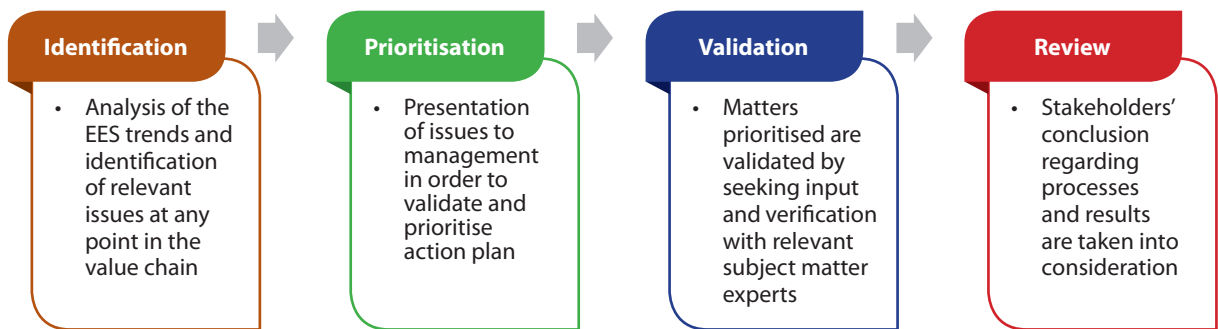 Identification
• Analysis of the
EES trends and
identification
of relevant
issues at any
point in the
value chain
Prioritisation
• Presentation
of issues to
management
in order to
validate and
prioritise
action plan
Validation
• Matters
prioritised are
validated by
seeking input
and verification
with relevant
subject matter
experts
Review
• Stakeholders’
conclusion
regarding
processes
and results
are taken into
consideration